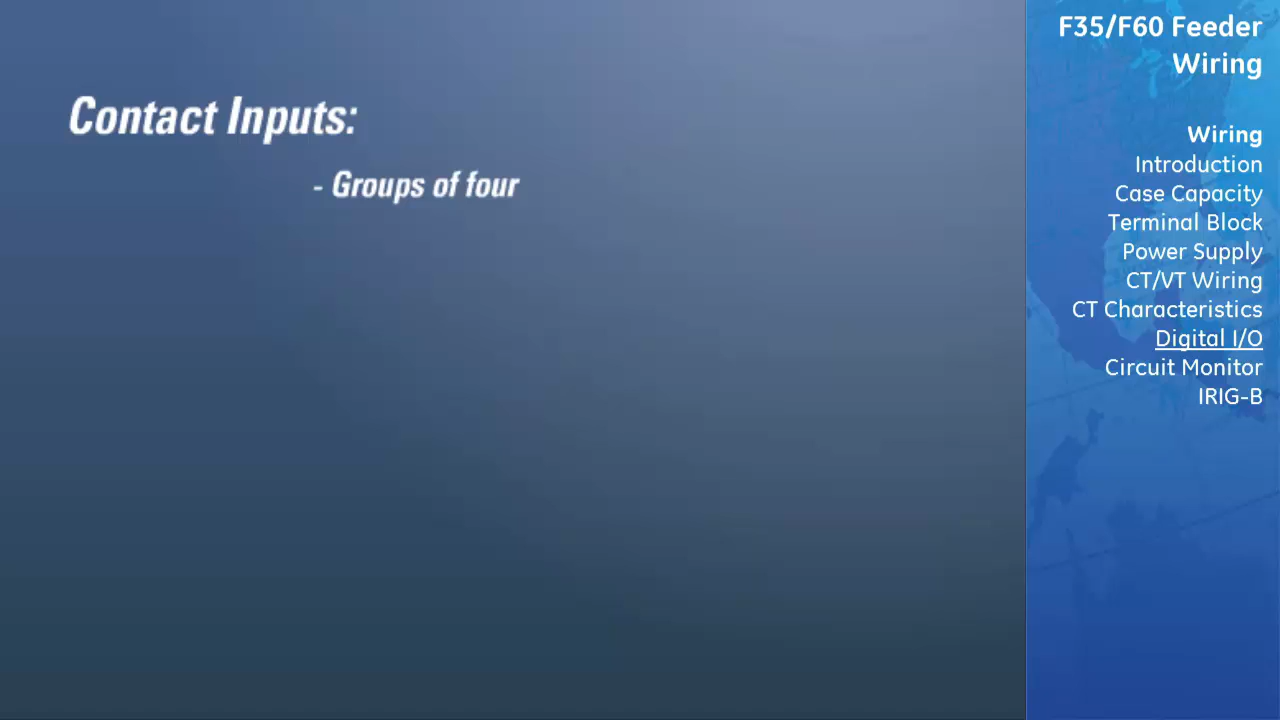 Contact Inputs:
- Groups of four
F35/F60 Feeder
Wiring
Wiring
Introduction
Case Capacity
Terminal Block
Power Supply
CT/VT Wiring
CT Characteristics
Digital I/O
Circuit Monitor
IRIG-B